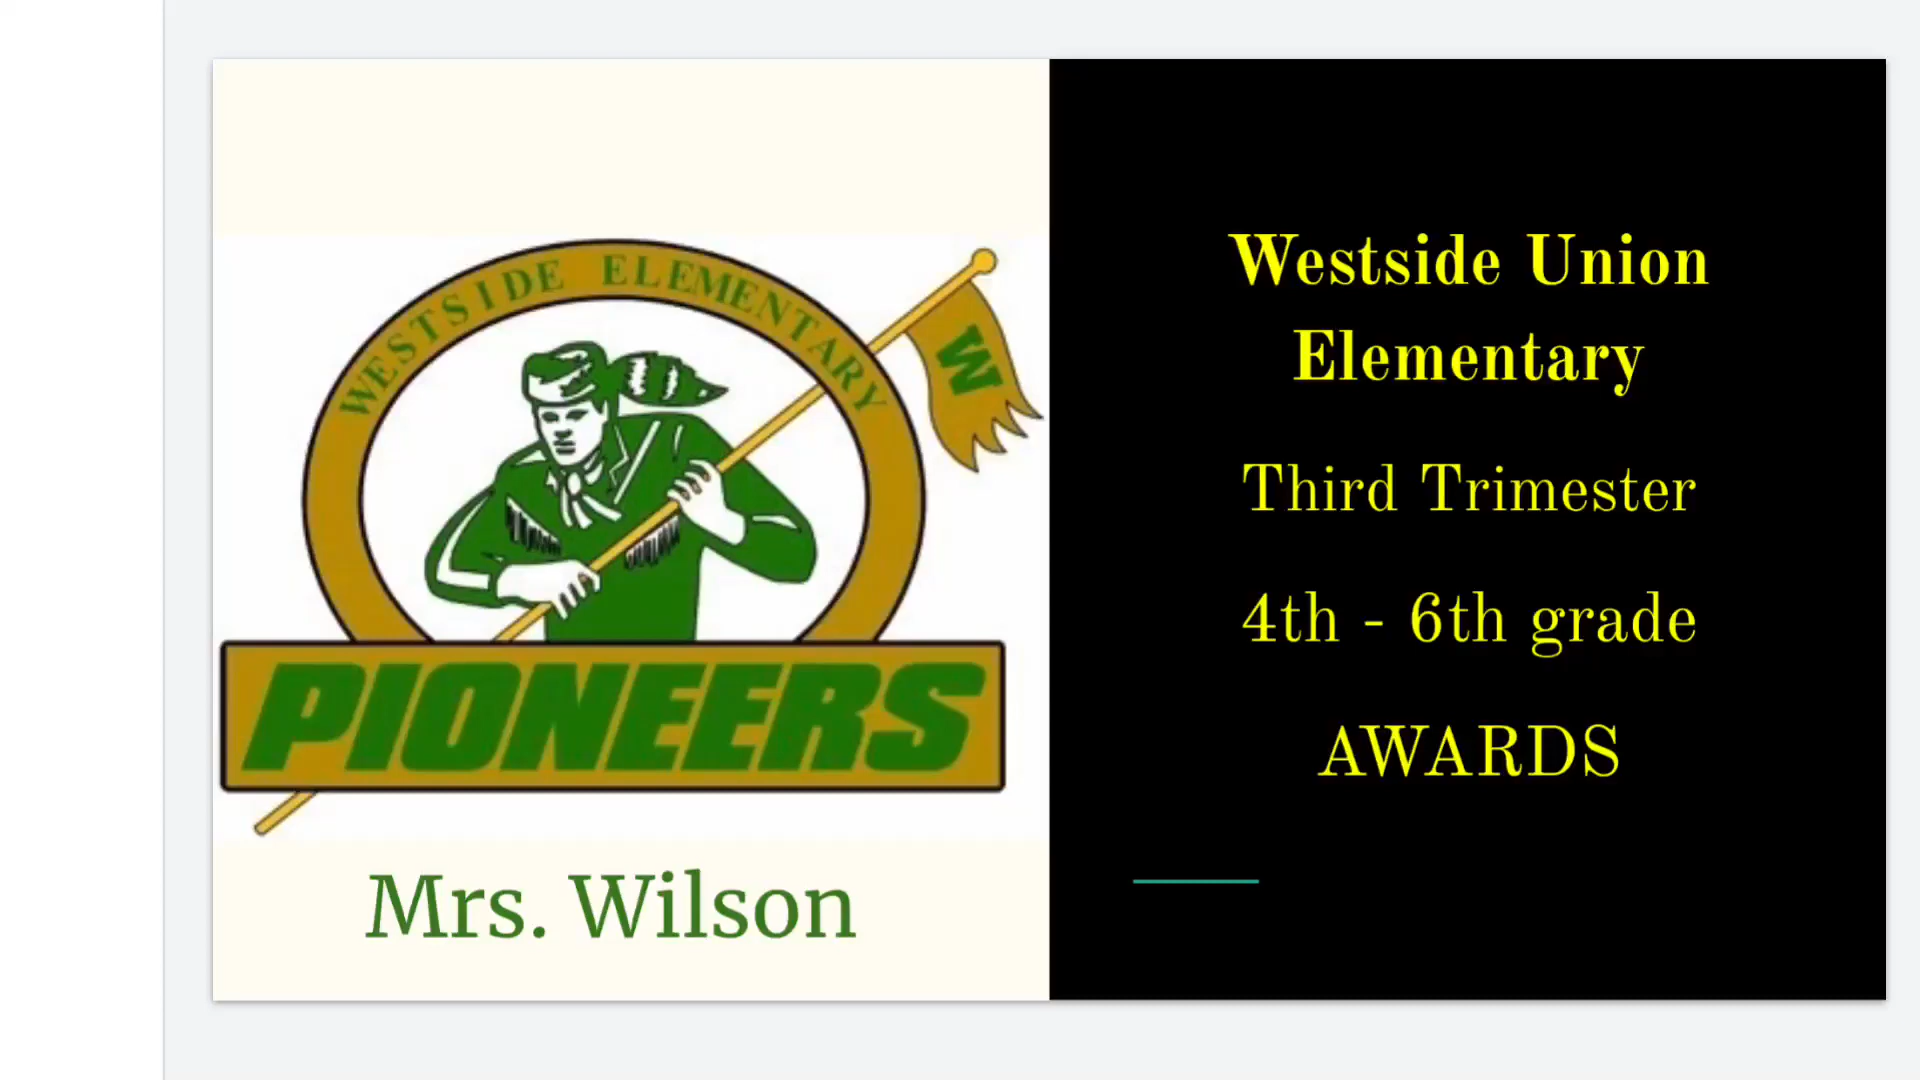 WESTSIDE ELEMENTARY
W
PIONEERS
Mrs. Wilson
Westside Union
Elementary
Third Trimester
4th - 6th grade
AWARDS